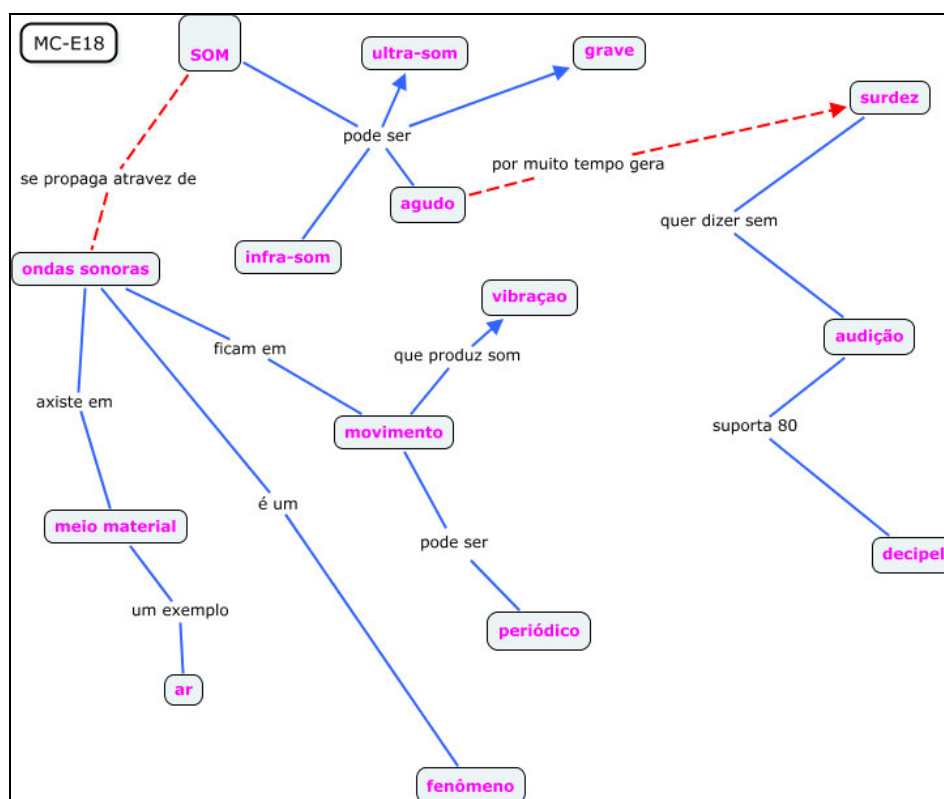 MC-E18
SOM
ultra-som
grave
surdez
pode ser
por muito tempo gera
se propaga atravez de
agudo
quer dizer sem
infra-som
ondas sonoras
vibraçao
audição
ficam em
que produz som
axiste em
movimento
suporta 80
meio material
é um
pode ser
decipel
um exemplo
periódico
ar
fenômeno